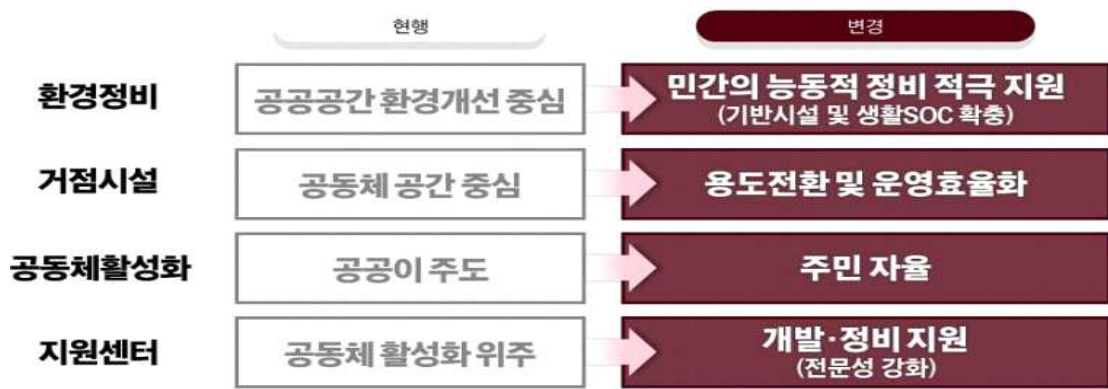 현행
변경
환경정비
공공공간 환경개선 중심
민간의 능동적 정비 적극 지원
(기반시설 및 생활SOC 확충)
거점시설
공동체 공간 중심
용도전환 및 운영효율화
공동체활성화
공공이 주도
주민 자율
지원센터
공동체 활성화 위주
개발·정비 지원
(전문성 강화)